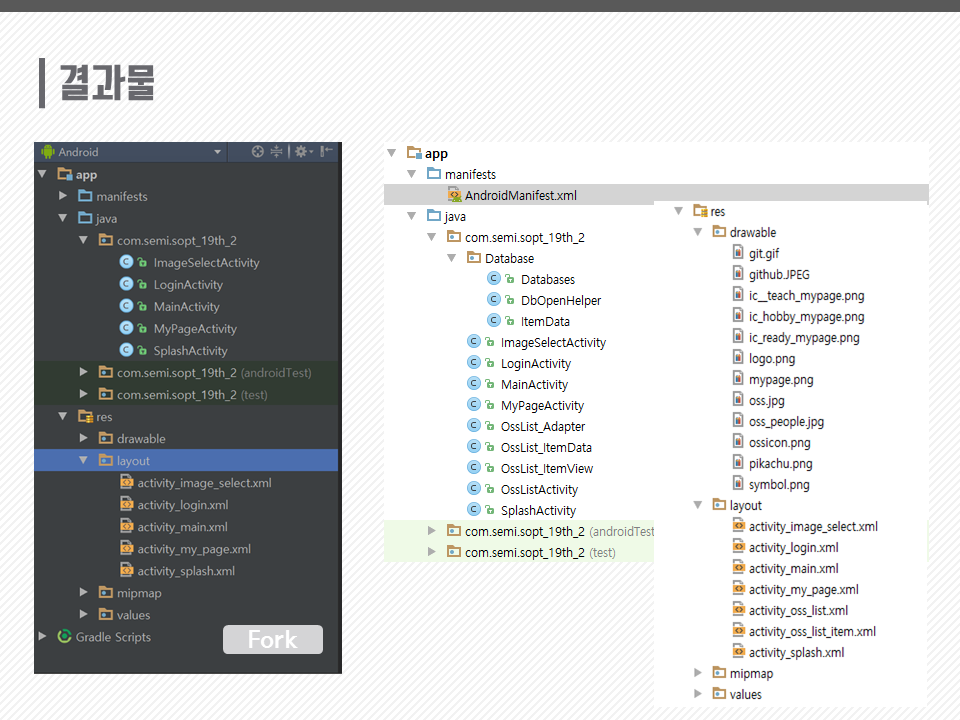 결과물
Android
app
manifests
java
com.semi.sopt_19th_2
ImageSelectActivity
LoginActivity
MainActivity
MyPageActivity
SplashActivity
com.semi.sopt_19th_2 (androidTest)
com.semi.sopt_19th_2 (test)
res
drawable
layout
activity_image_select.xml
activity_login.xml
activity_main.xml
activity_my_page.xml
activity_splash.xml
mipmap
values
Gradle Scripts
Fork
app
manifests
AndroidManifest.xml
java
com.semi.sopt_19th_2
Database
Databases
DbOpenHelper
ItemData
ImageSelectActivity
LoginActivity
MainActivity
MyPageActivity
OssList_Adapter
OssList_ItemData
OssList_ItemView
OssListActivity
SplashActivity
com.semi.sopt_19th_2 (androidTest
com.semi.sopt_19th_2 (test)
res
drawable
git.gif
github.JPEG
ic__teach_mypage.png
ic_hobby_mypage.png
ic_ready_mypage.png
logo.png
mypage.png
oss.jpg
oss_people.jpg
ossicon.png
pikachu.png
symbol.png
layout
activity_image_select.xml
activity_login.xml
activity_main.xml
activity_my_page.xml
activity_oss_list.xml
activity_oss_list_item.xml
activity_splash.xml
mipmap
values